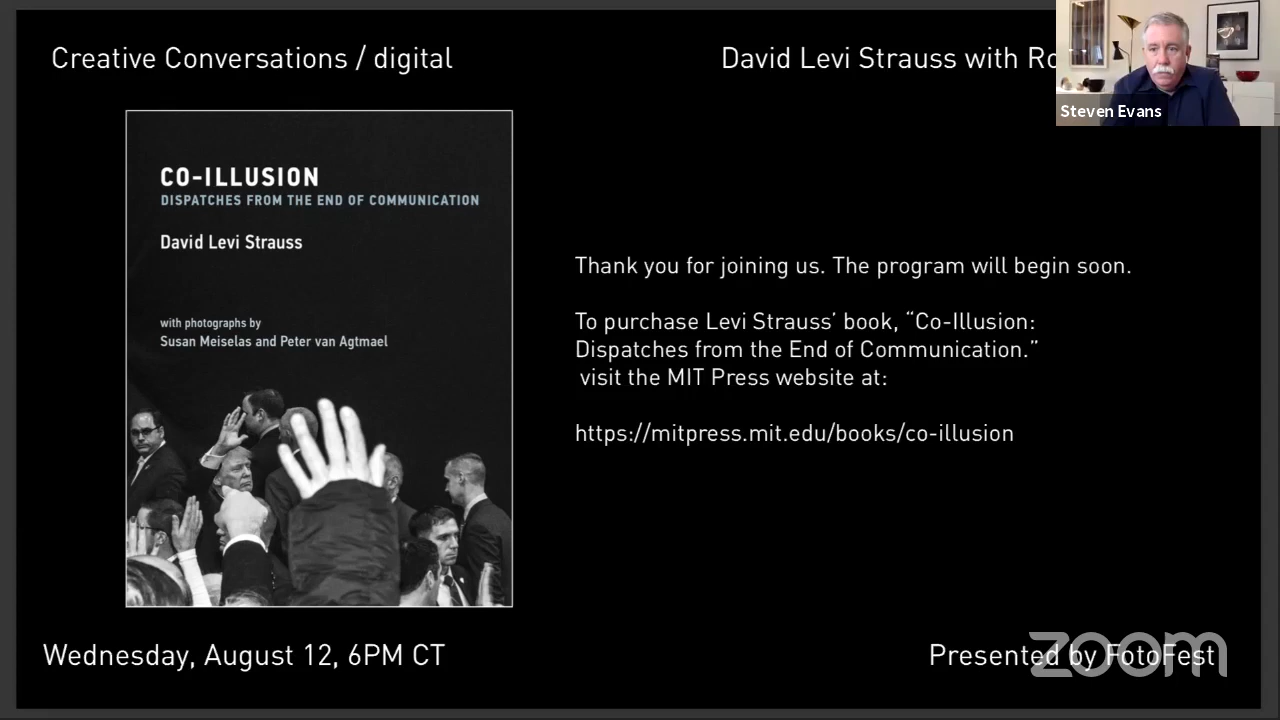 Creative Conversations / digital
David Levi Strauss with Ro
Steven Evans
CO-ILLUSION
DISPATCHES FROM THE END OF COMMUNICATION
David Levi Strauss
with photographs by
Susan Meiselas and Peter van Agtmael
Thank you for joining us. The program will begin soon.
To purchase Levi Strauss’ book, “Co-Illusion:
Dispatches from the End of Communication.”
visit the MIT Press website at:
https://mitpress.mit.edu/books/co-illusion
Wednesday, August 12, 6PM CT
Presented by FotoFest
zoom